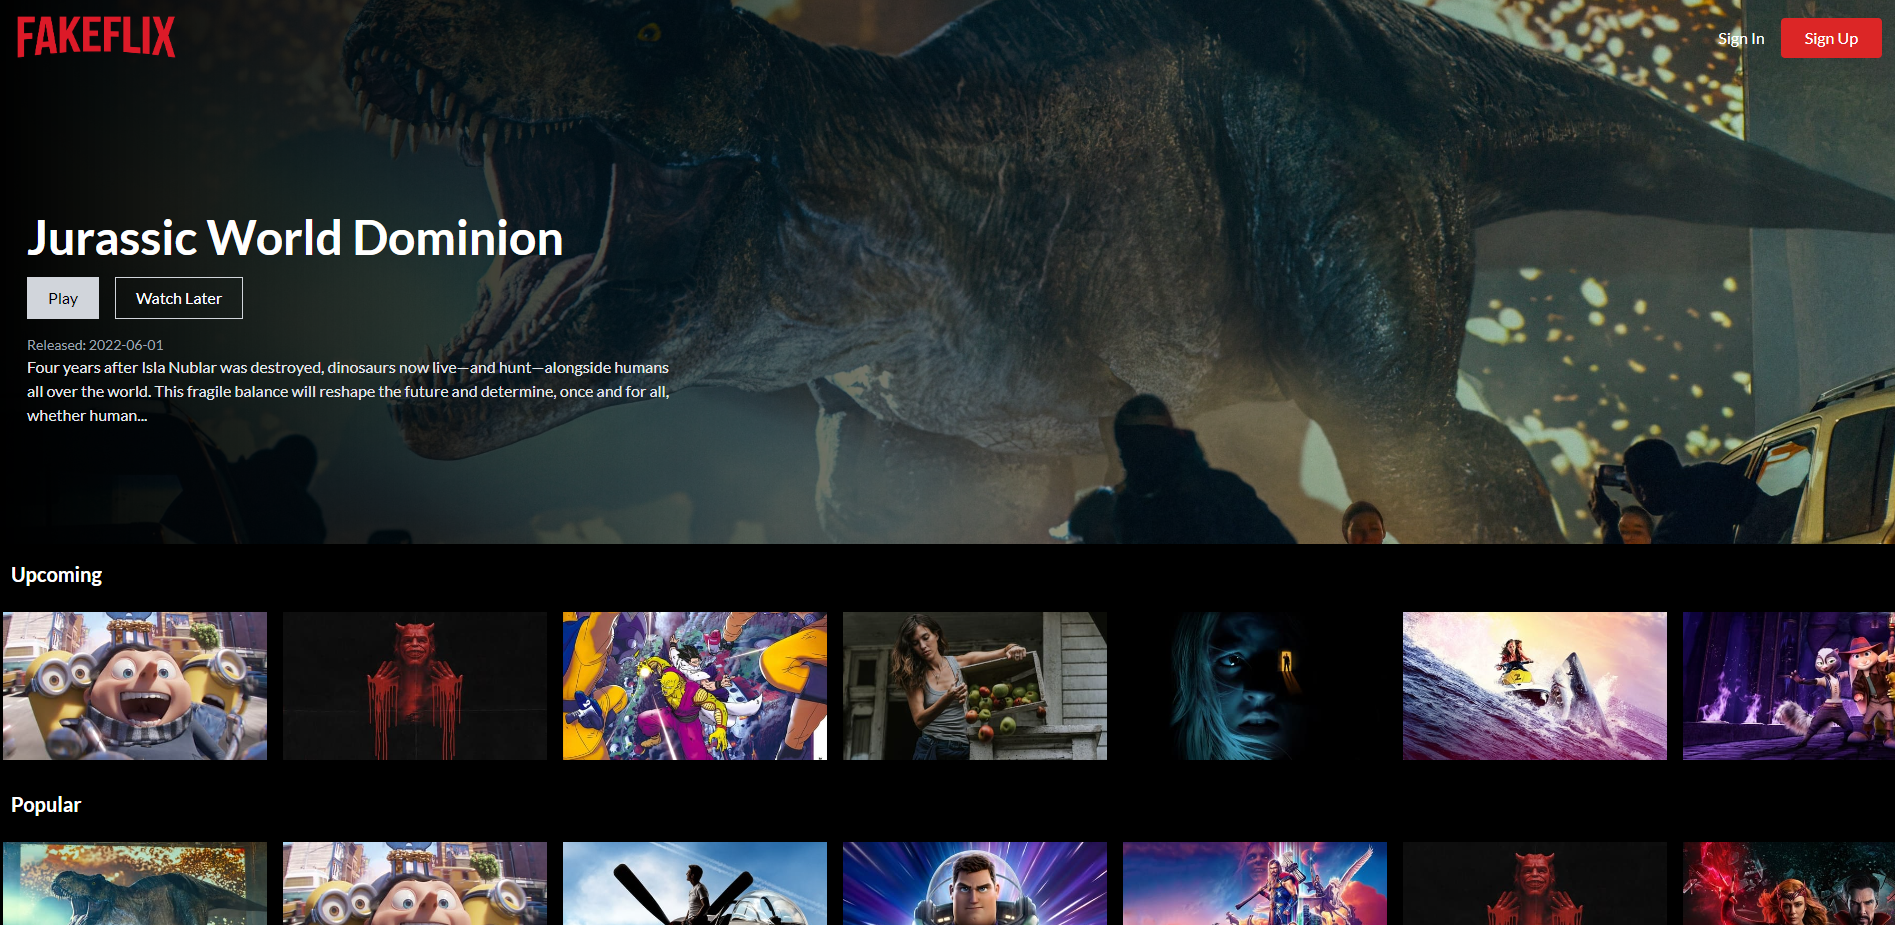 FAKEFLIX
Sign In
Sign Up
Jurassic World Dominion
Play
Watch Later
Released: 2022-06-01
Four years after Isla Nublar was destroyed, dinosaurs now live—and hunt—alongside humans
all over the world. This fragile balance will reshape the future and determine, once and for all,
whether human...
Upcoming
2
Popular